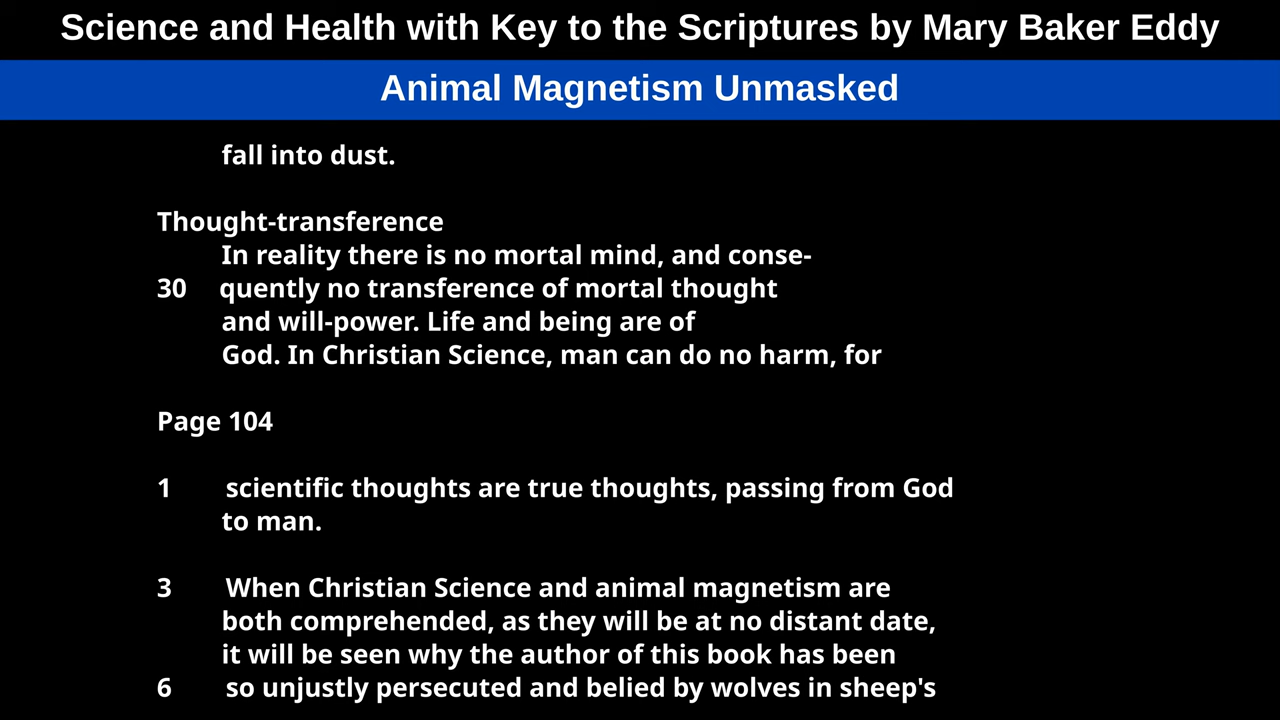 Science and Health with Key to the Scriptures by Mary Baker Eddy
Animal Magnetism Unmasked
fall into dust.
Thought-transference
In reality there is no mortal mind, and conse-
30 quently no transference of mortal thought
and will-power. Life and being are of
God. In Christian Science, man can do no harm, for
Page 104
1 scientific thoughts are true thoughts, passing from God
to man.
3 When Christian Science and animal magnetism are
both comprehended, as they will be at no distant date,
it will be seen why the author of this book has been
6 so unjustly persecuted and belied by wolves in sheep's